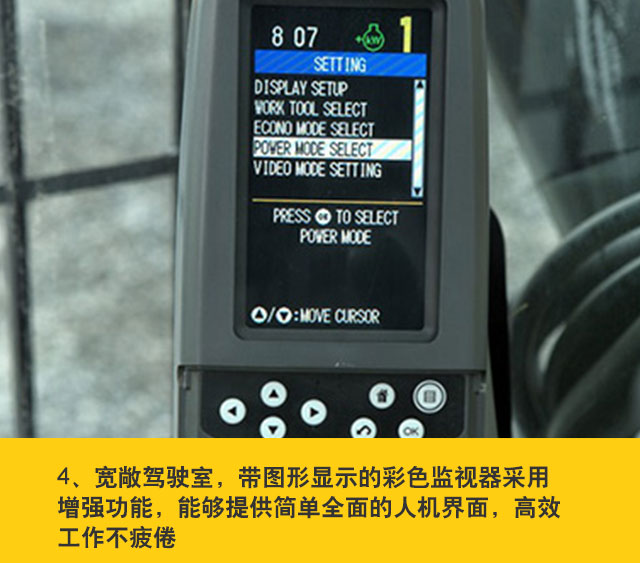 8 07 +kW 1
SETTING
DISPLAY SETUP
WORK TOOL SELECT
ECONO MODE SELECT
POWER MODE SELECT
VIDEO MODE SETTING
PRESS OK TO SELECT
POWER MODE
/ :MOVE CURSOR
OK
4、宽敞驾驶室，带图形显示的彩色监视器采用
增强功能，能够提供简单全面的人机界面，高效
工作不疲倦